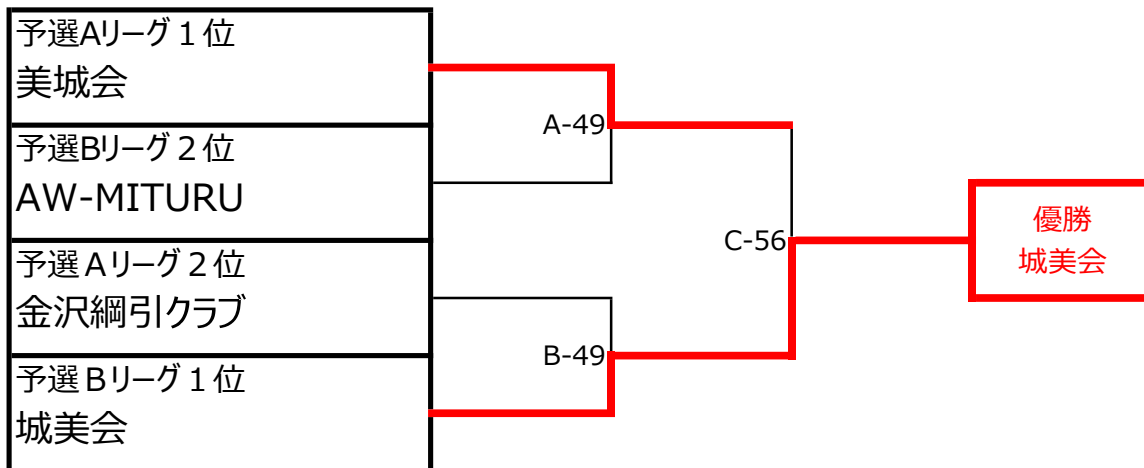 予選Aリーグ１位
美城会
予選Bリーグ２位
AW-MITURU
予選Ａリーグ２位
金沢綱引クラブ
予選Ｂリーグ１位
城美会
A-49
B-49
C-56
優勝
城美会